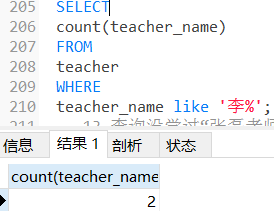 205 SELECT
206 count(teacher_name)
207 FROM
208 teacher
209 WHERE
210 teacher_name like '李%';
信息 结果 1 剖析 状态
count(teacher_name
2